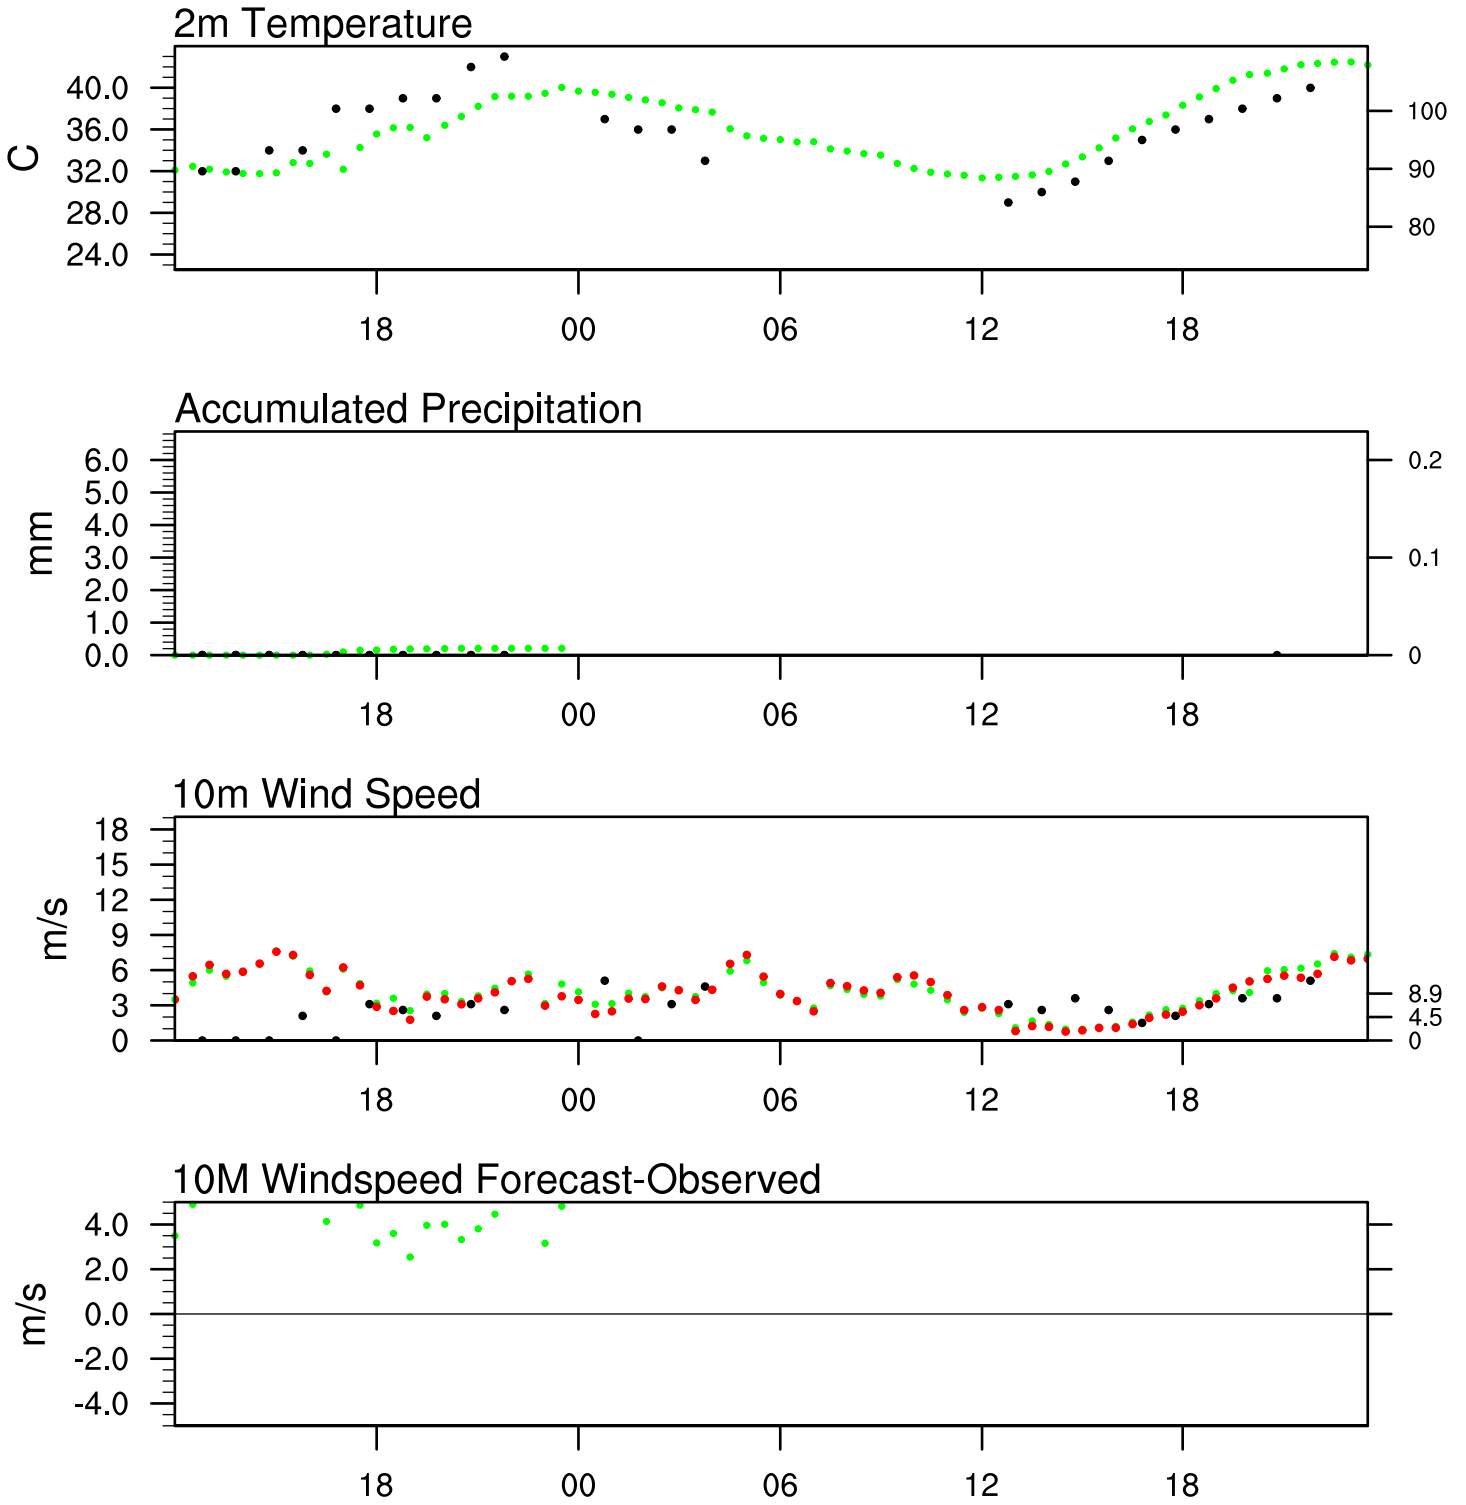 2m Temperature
40.0
36.0
32.0
28.0
24.0
C
100
90
80
18 00 06 12 18
Accumulated Precipitation
6.0
5.0
4.0
3.0
2.0
1.0
0.0
mm
0.2
0.1
0
18 00 06 12 18
10m Wind Speed
18
15
12
9
6
3
0
m/s
8.9
4.5
0
18 00 06 12 18
10M Windspeed Forecast-Observed
4.0
2.0
0.0
-2.0
-4.0
m/s
18 00 06 12 18